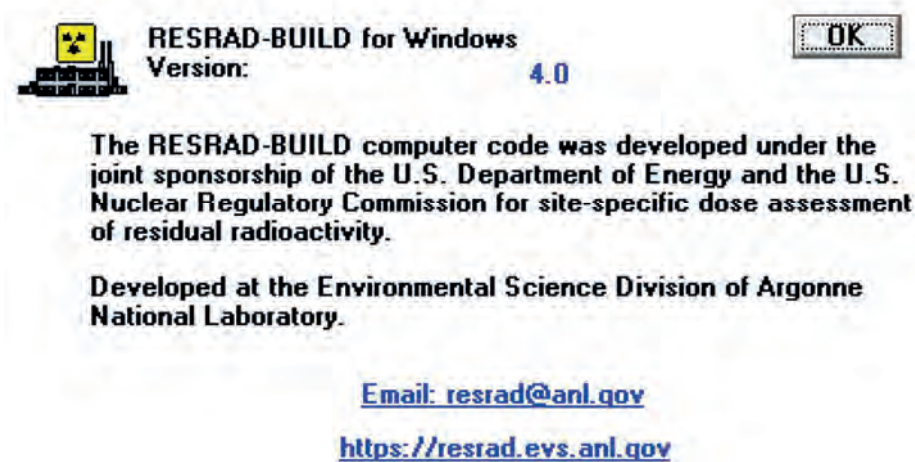 RESRAD-BUILD for Windows
OK
Version: 4.0
The RESRAD-BUILD computer code was developed under the
joint sponsorship of the U.S. Department of Energy and the U.S.
Nuclear Regulatory Commission for site-specific dose assessment
of residual radioactivity.
Developed at the Environmental Science Division of Argonne
National Laboratory.
Email: resrad@anl.gov
https://resrad.evs.anl.gov